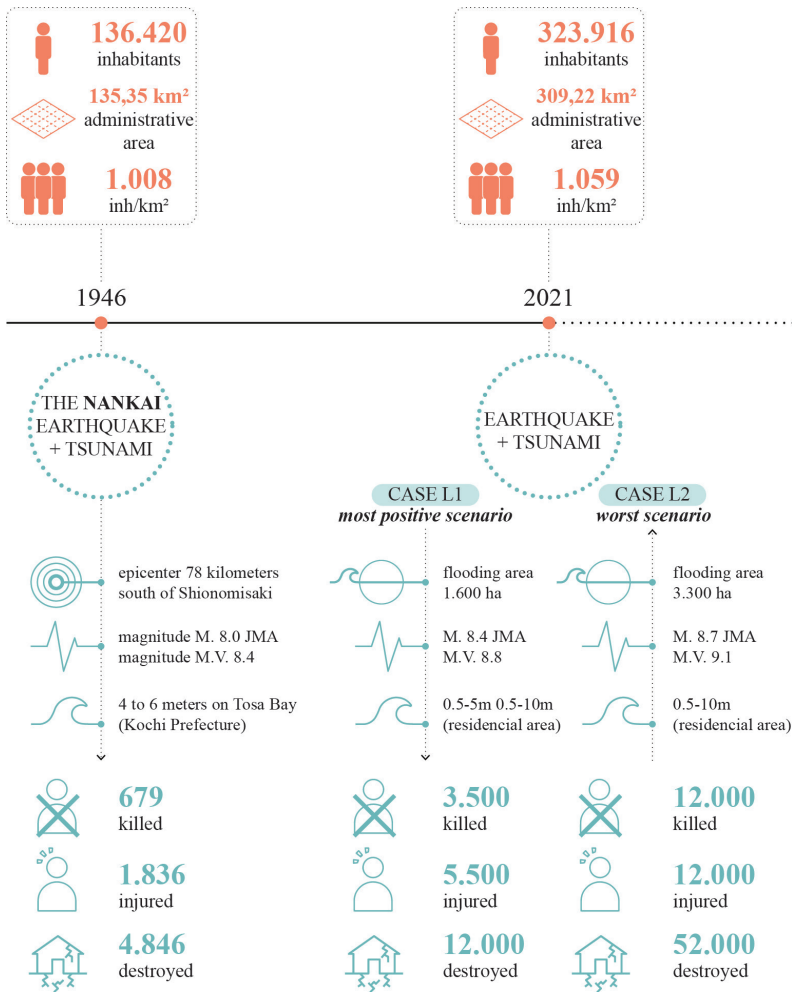 136.420
inhabitants
135,35 km²
administrative
area
1.008
inh/km²
323.916
inhabitants
309,22 km²
administrative
area
1.059
inh/km²
1946
2021
THE NANKAI
EARTHQUAKE
+ TSUNAMI
EARTHQUAKE
+ TSUNAMI
CASE L1
most positive scenario
CASE L2
worst scenario
epicenter 78 kilometers
south of Shionomisaki
magnitude M. 8.0 JMA
magnitude M.V. 8.4
4 to 6 meters on Tosa Bay
(Kochi Prefecture)
679
killed
1.836
injured
4.846
destroyed
flooding area
1.600 ha
M. 8.4 JMA
M.V. 8.8
0.5-5m 0.5-10m
(residencial area)
3.500
killed
5.500
injured
12.000
destroyed
flooding area
3.300 ha
M. 8.7 JMA
M.V. 9.1
0.5-10m
(residencial area)
12.000
killed
12.000
injured
52.000
destroyed